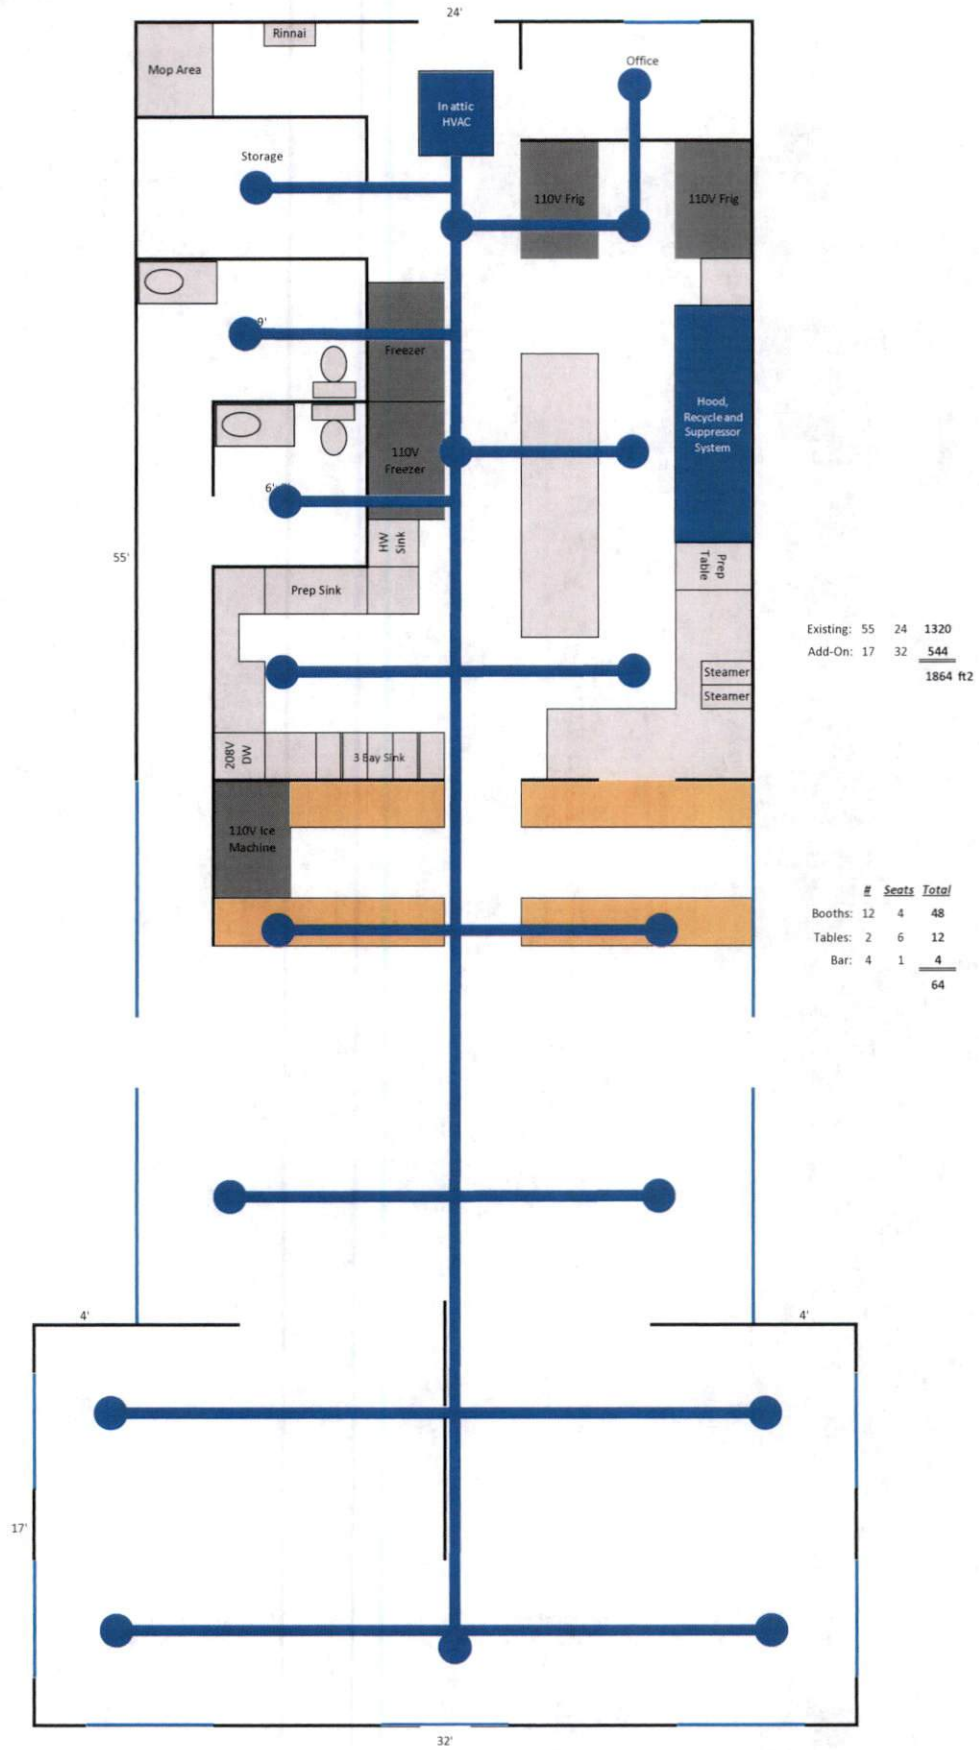 24'
Rinnai
Office
Mop Area
In attic
HVAC
Storage
110V Frig
110V Frig
9'
Freezer
Hood,
Recycle and
Suppressor
System
110V
Freezer
HW
Sink
55'
Prep
Table
Prep Sink
Existing: 55 24 1320
Add-On: 17 32 544
1864 ft2
Steamer
Steamer
208V
DW
3 Bay Sink
110V Ice
Machine
# Seats Total
Booths: 12 4 48
Tables: 2 6 12
Bar: 4 1 4
64
4'
4'
17'
32'